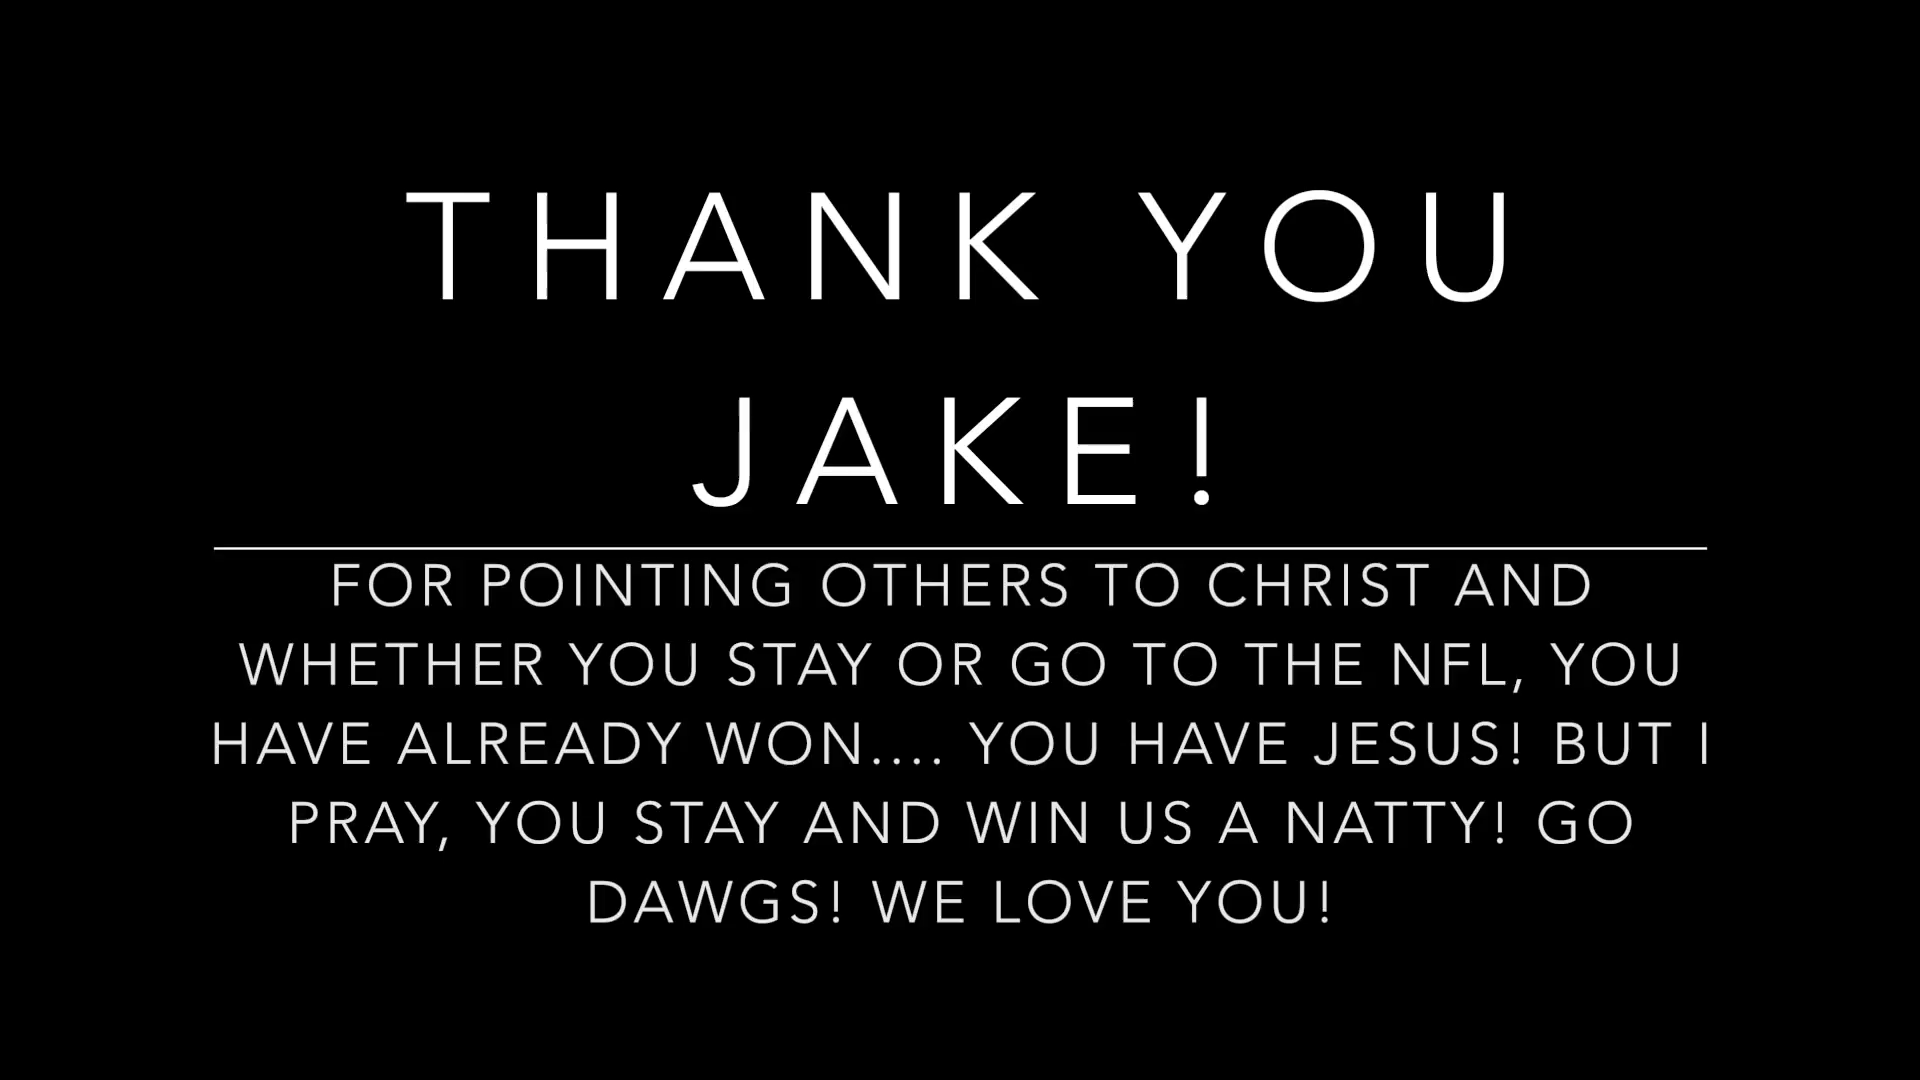 THANK YOU
JAKE!
FOR POINTING OTHERS TO CHRIST AND
WHETHER YOU STAY OR GO TO THE NFL, YOU
HAVE ALREADY WON.... YOU HAVE JESUS! BUT I
PRAY, YOU STAY AND WIN US A NATTY! GO
DAWGS! WE LOVE YOU!